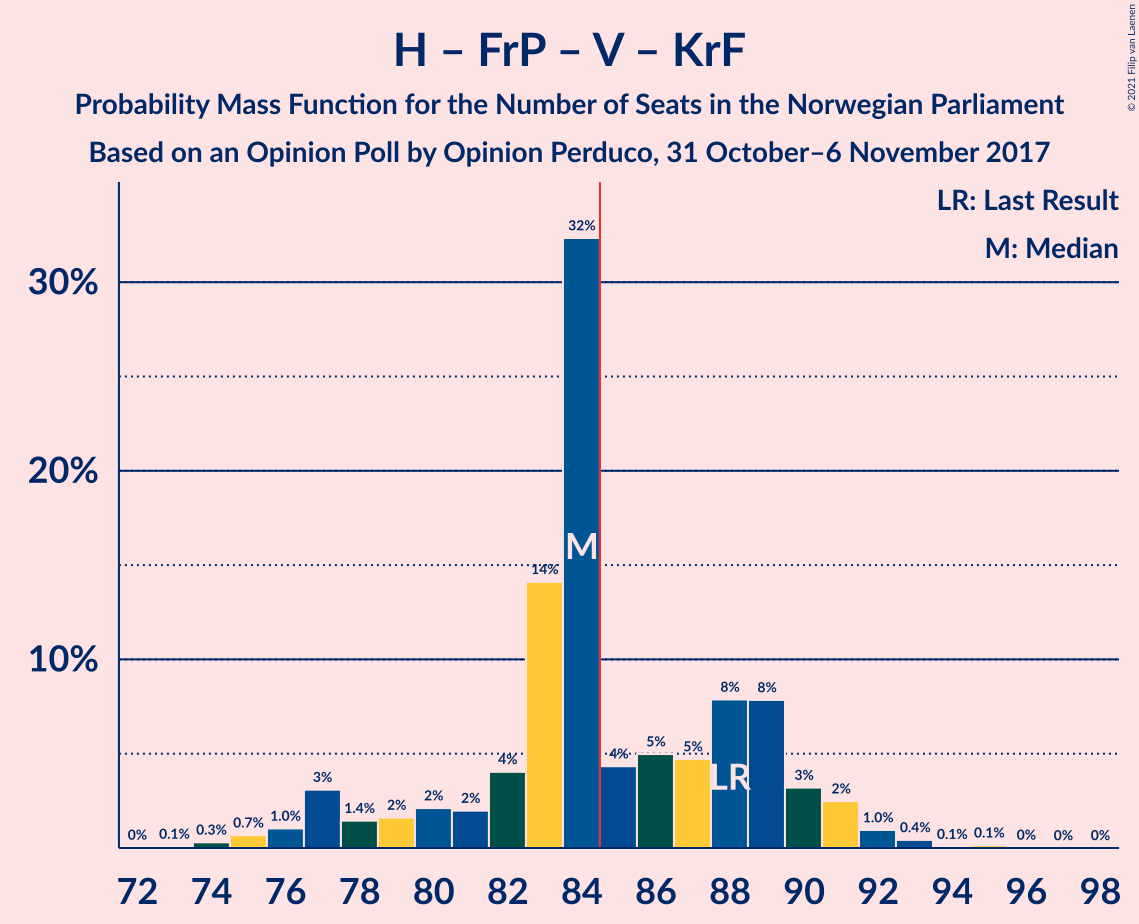 H – FrP – V – KrF
Probability Mass Function for the Number of Seats in the Norwegian Parliament
Based on an Opinion Poll by Opinion Perduco, 31 October–6 November 2017
© 2021 Filip van Laenen
LR: Last Result
M: Median
30%
20%
10%
0% 0.1% 0.3% 0.7% 1.0% 3% 1.4% 2% 2% 2% 4% 14% 32% 4% 5% 5% 8% 8% 3% 2% 1.0% 0.4% 0.1% 0.1% 0% 0% 0%
M
LR
72 74 76 78 80 82 84 86 88 90 92 94 96 98